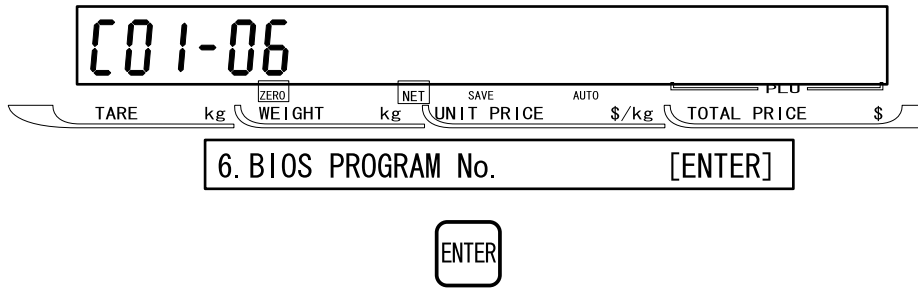 C01-06
ZERO NET SAVE AUTO PLU
TARE kg WEIGHT kg UNIT PRICE $/kg TOTAL PRICE $
6. BIOS PROGRAM No. [ENTER]
ENTER